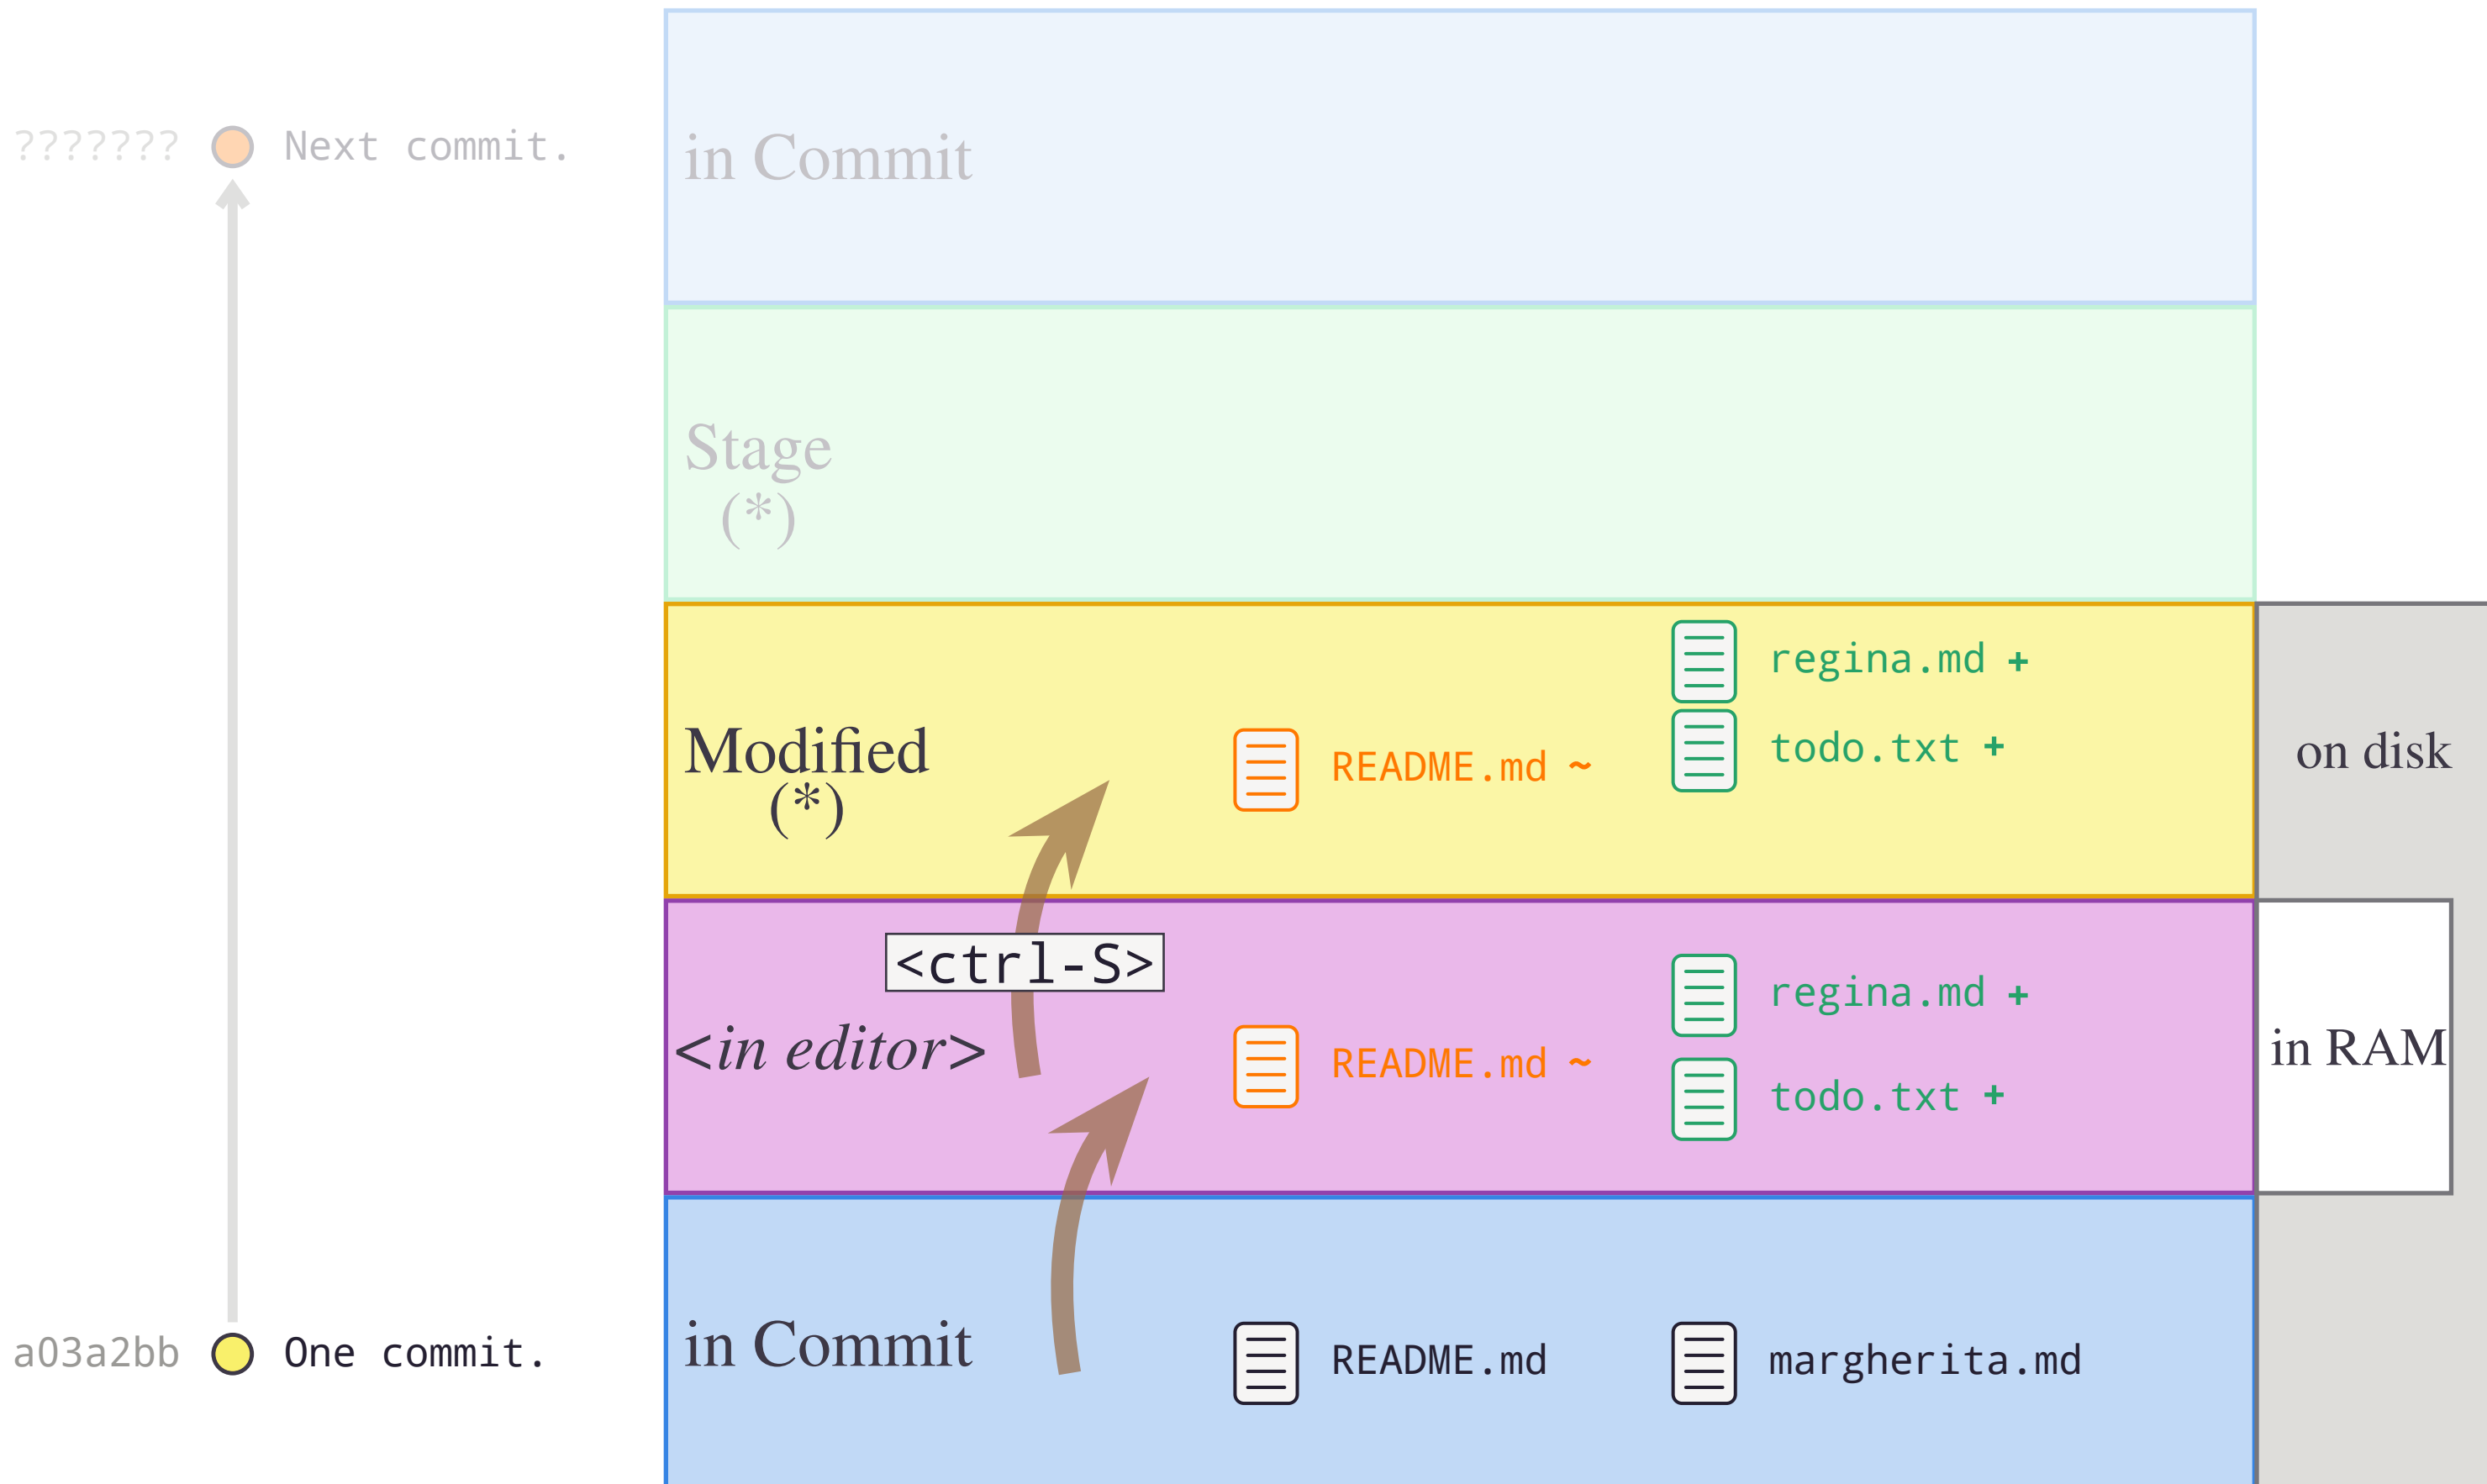 ??????? Next commit.
in Commit
Stage
(*)
Modified
(*)
README.md ~
regina.md +
todo.txt +
on disk
<ctrl-S>
<in editor>
README.md ~
regina.md +
todo.txt +
in RAM
a03a2bb One commit.
in Commit
README.md
margherita.md